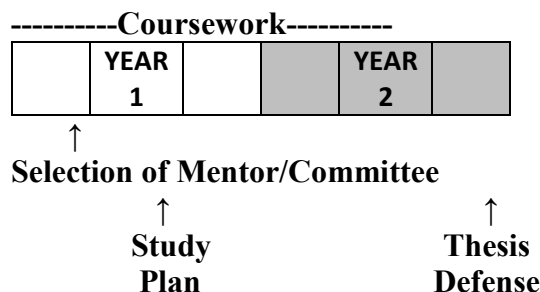 ----------Coursework----------
YEAR 1
YEAR 2
↑
Selection of Mentor/Committee
↑ ↑
Study Thesis
Plan Defense